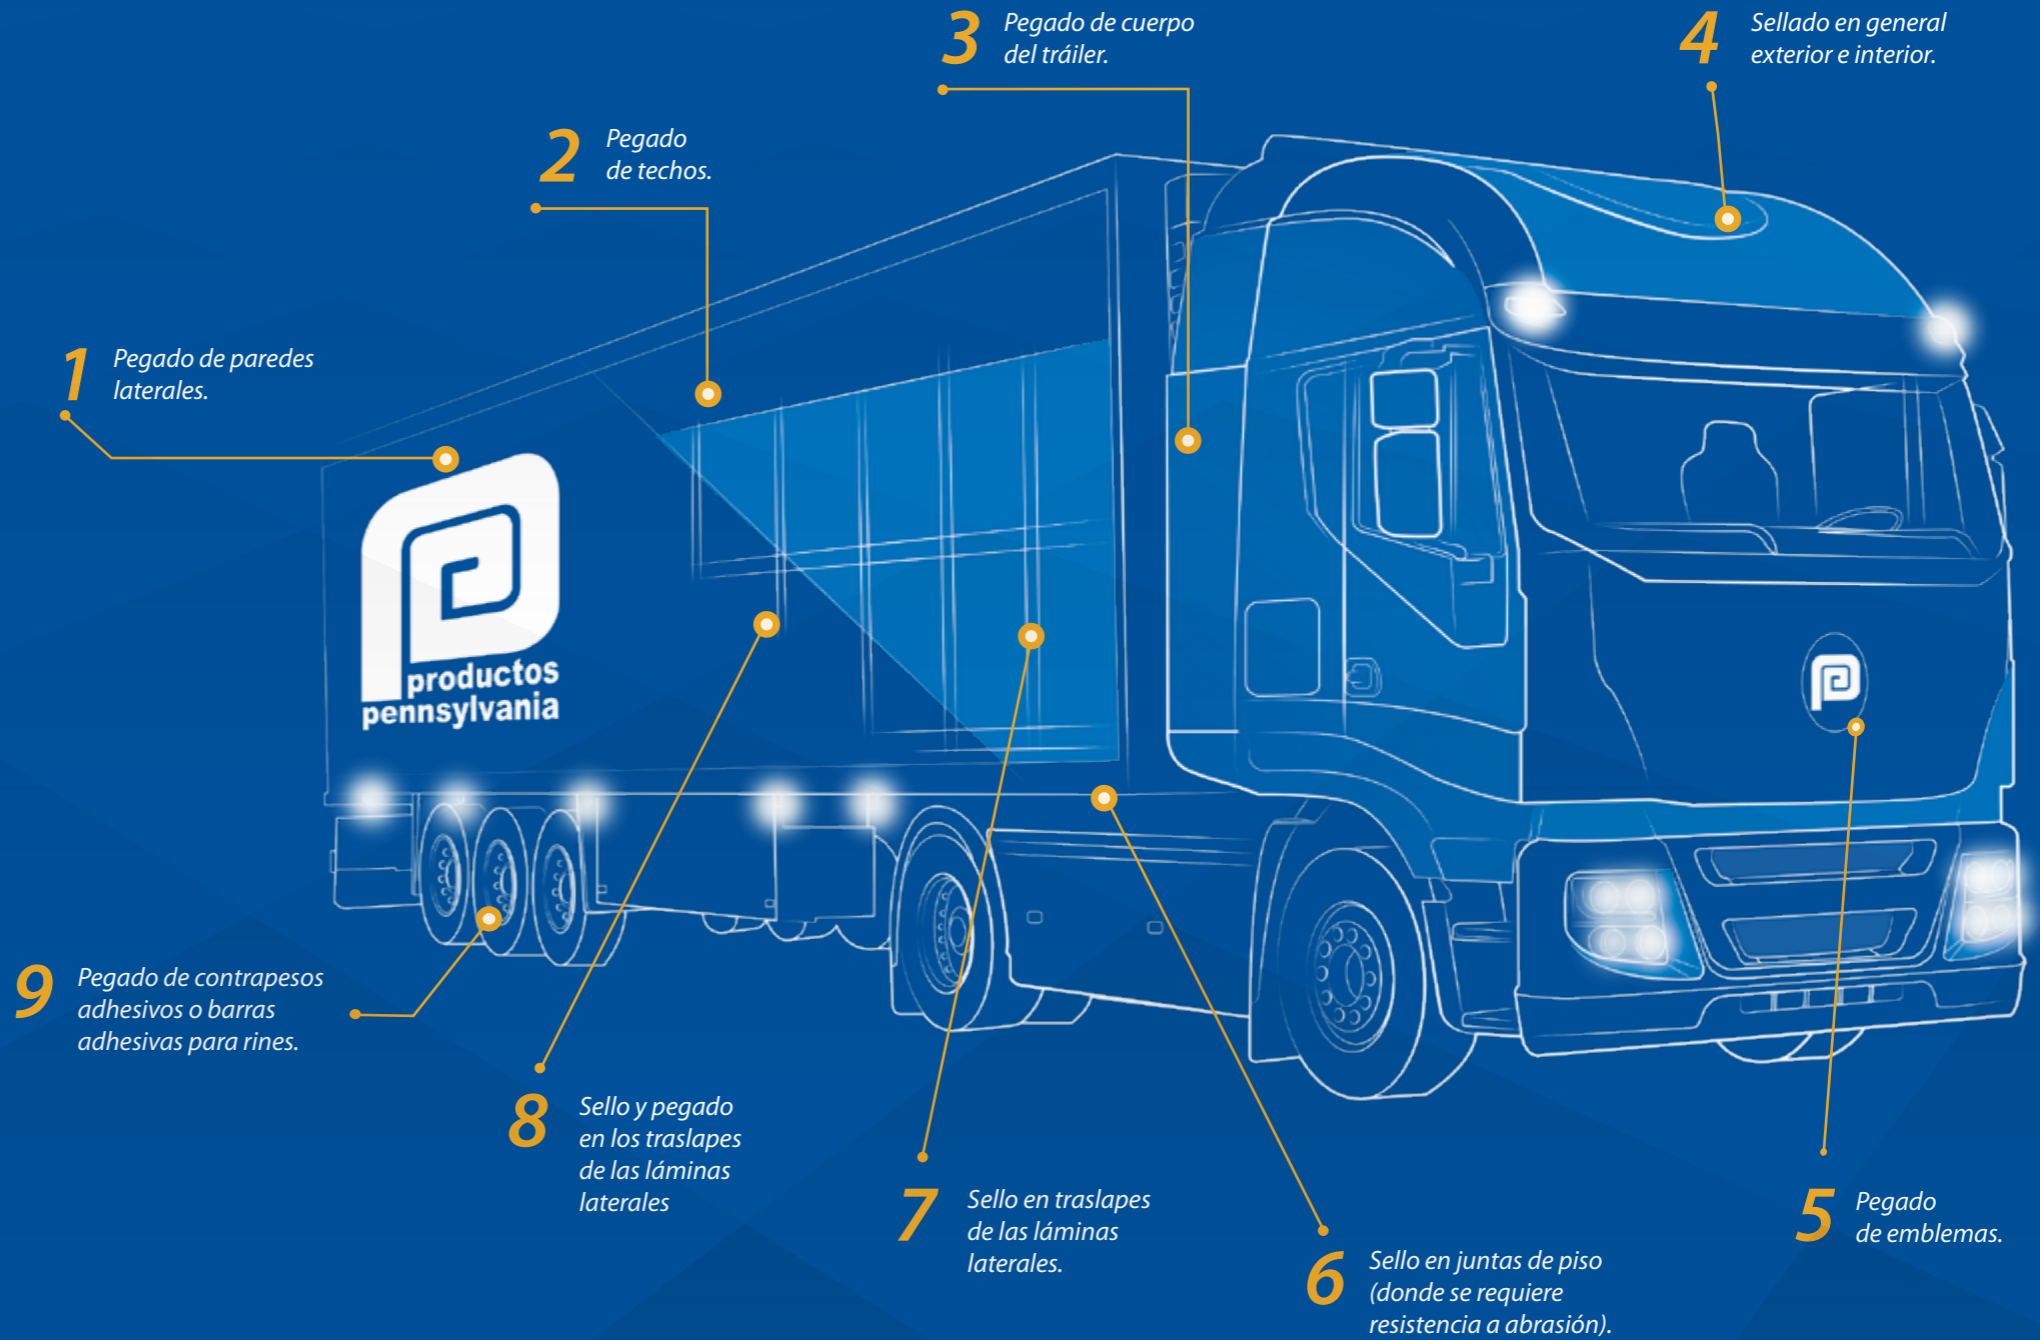 1
Pegado de paredes
laterales.
2
Pegado
de techos.
3
Pegado de cuerpo
del tráiler.
4
Sellado en general
exterior e interior.
productos
pennsylvania
9
Pegado de contrapesos
adhesivos o barras
adhesivas para rines.
8
Sello y pegado
en los traslapes
de las láminas
laterales
7
Sello en traslapes
de las láminas
laterales.
6
Sello en juntas de piso
(donde se requiere
resistencia a abrasión).
5
Pegado
de emblemas.